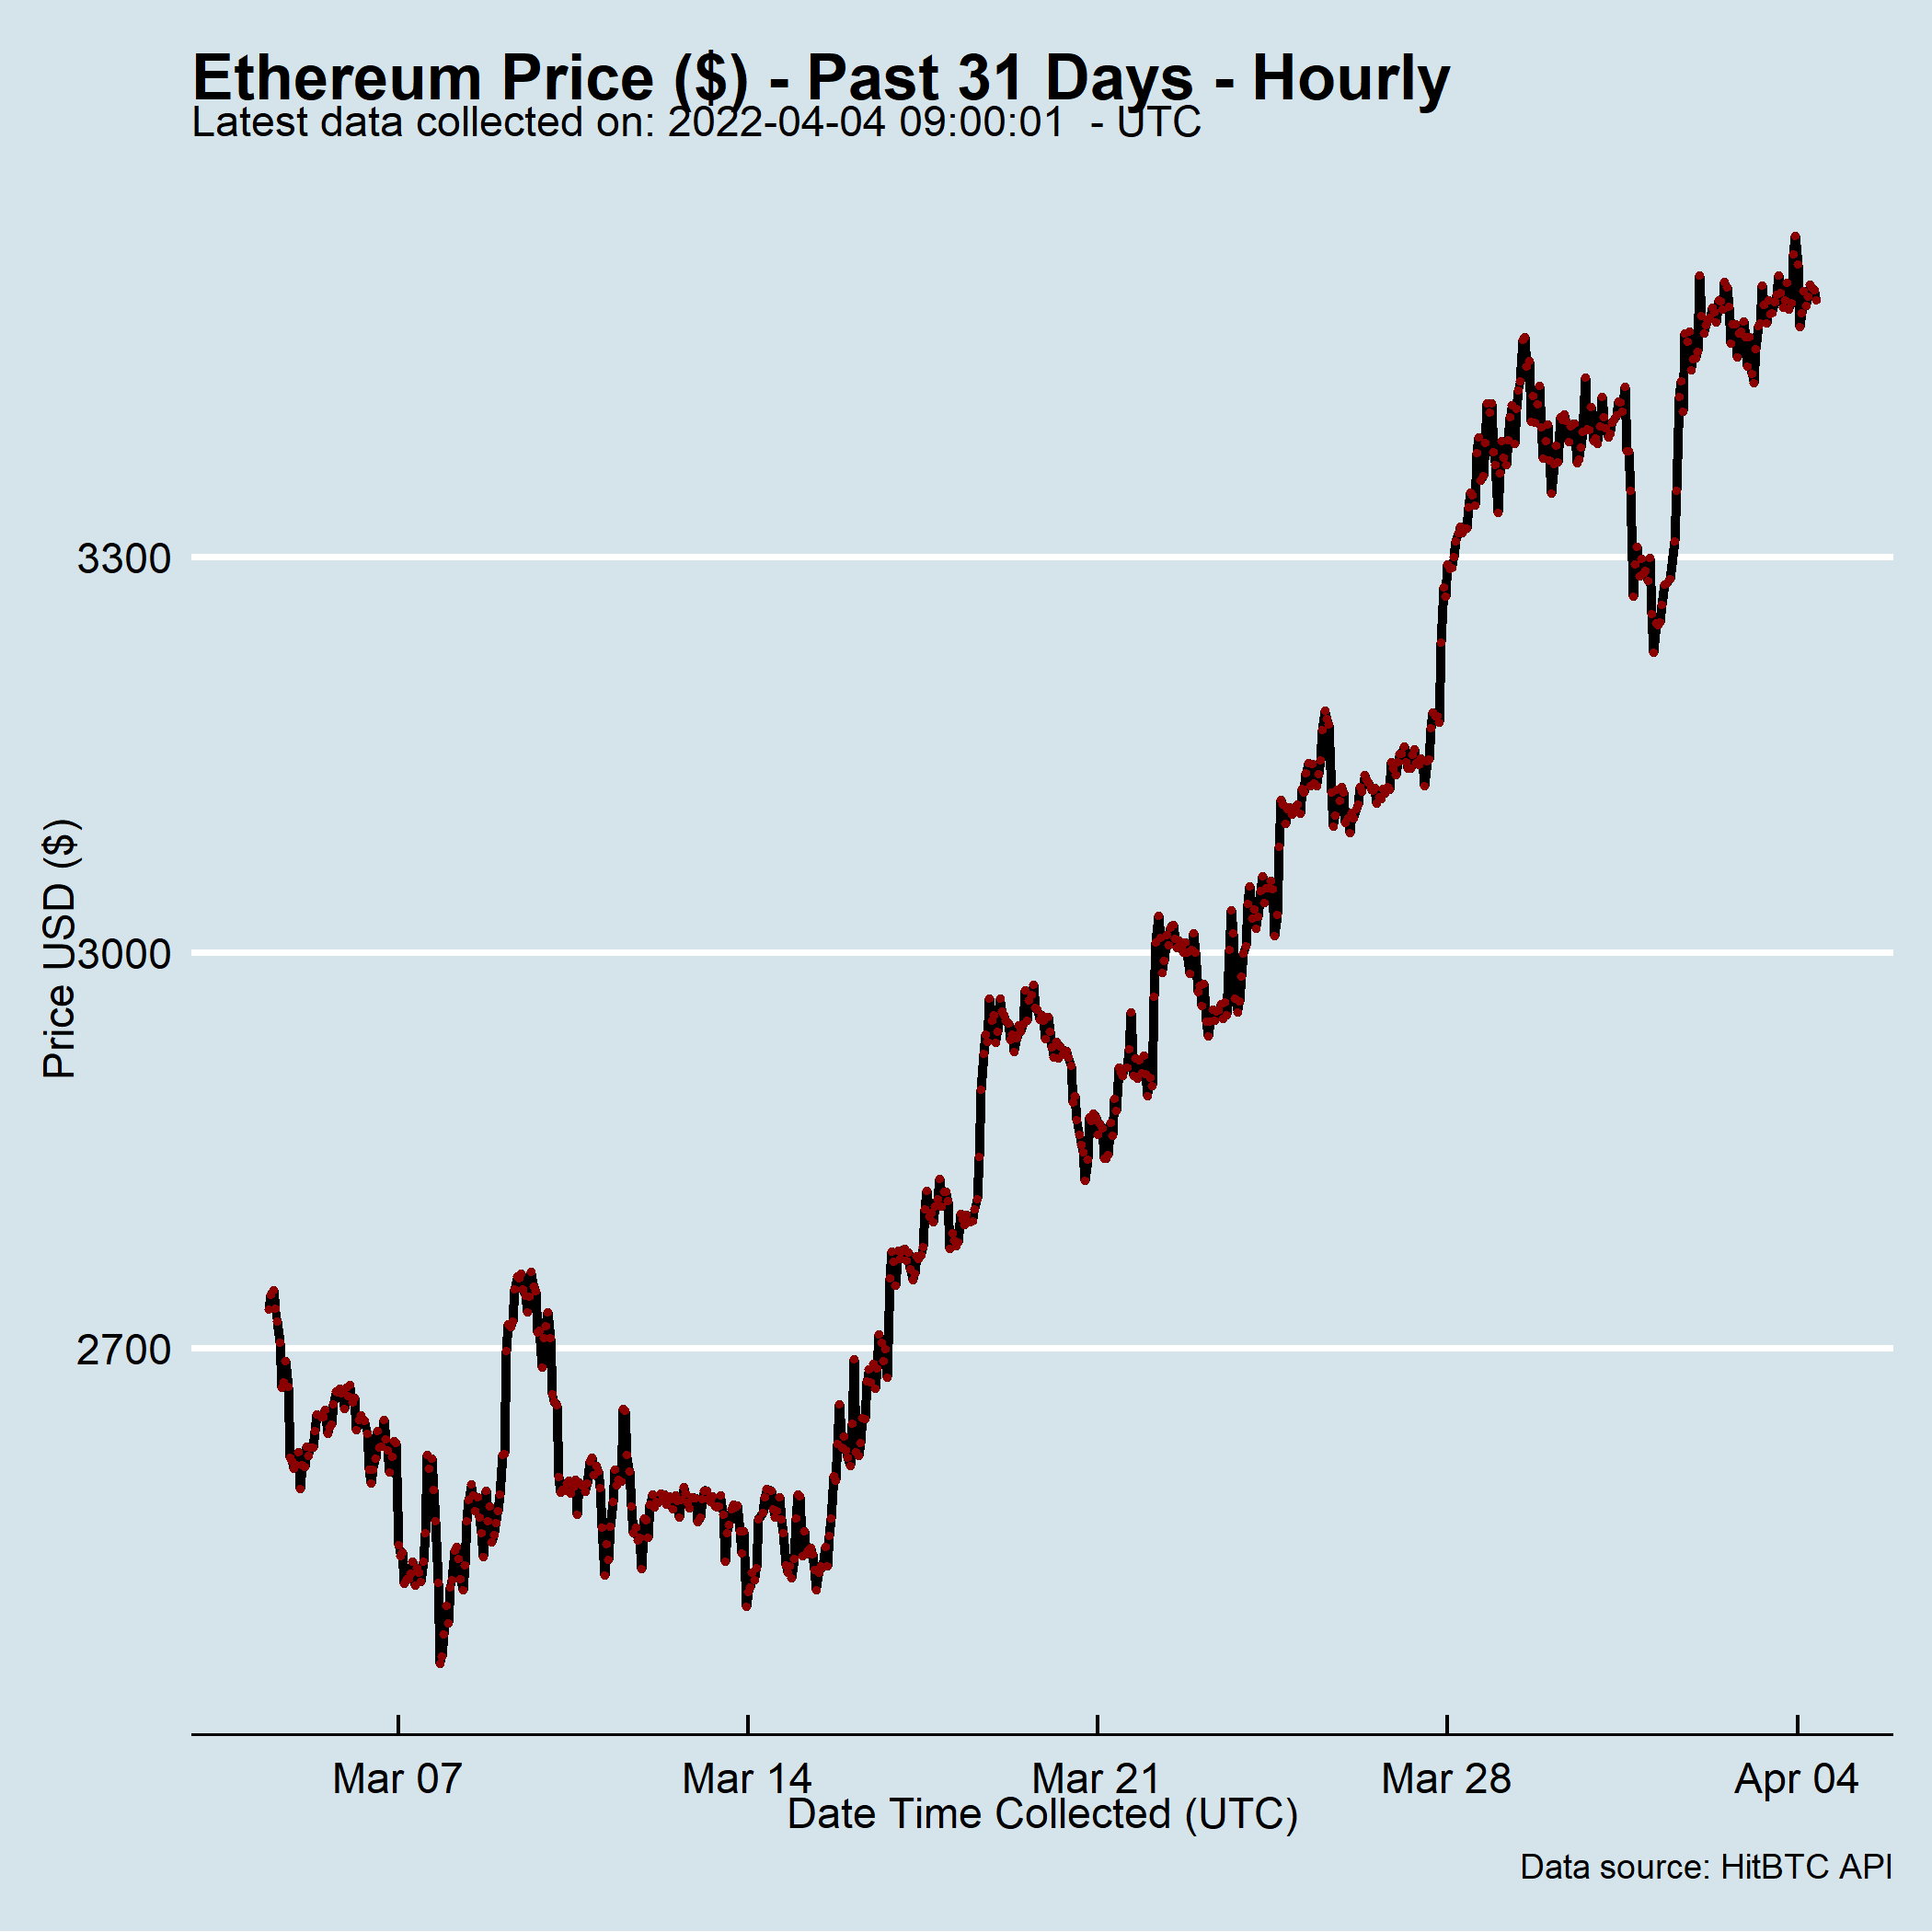 Ethereum Price ($) - Past 31 Days - Hourly
Latest data collected on: 2022-04-04 09:00:01  - UTC
Price USD ($)
3300
3000
2700
Mar 07
Mar 14
Mar 21
Mar 28
Apr 04
Date Time Collected (UTC)
Data source: HitBTC API